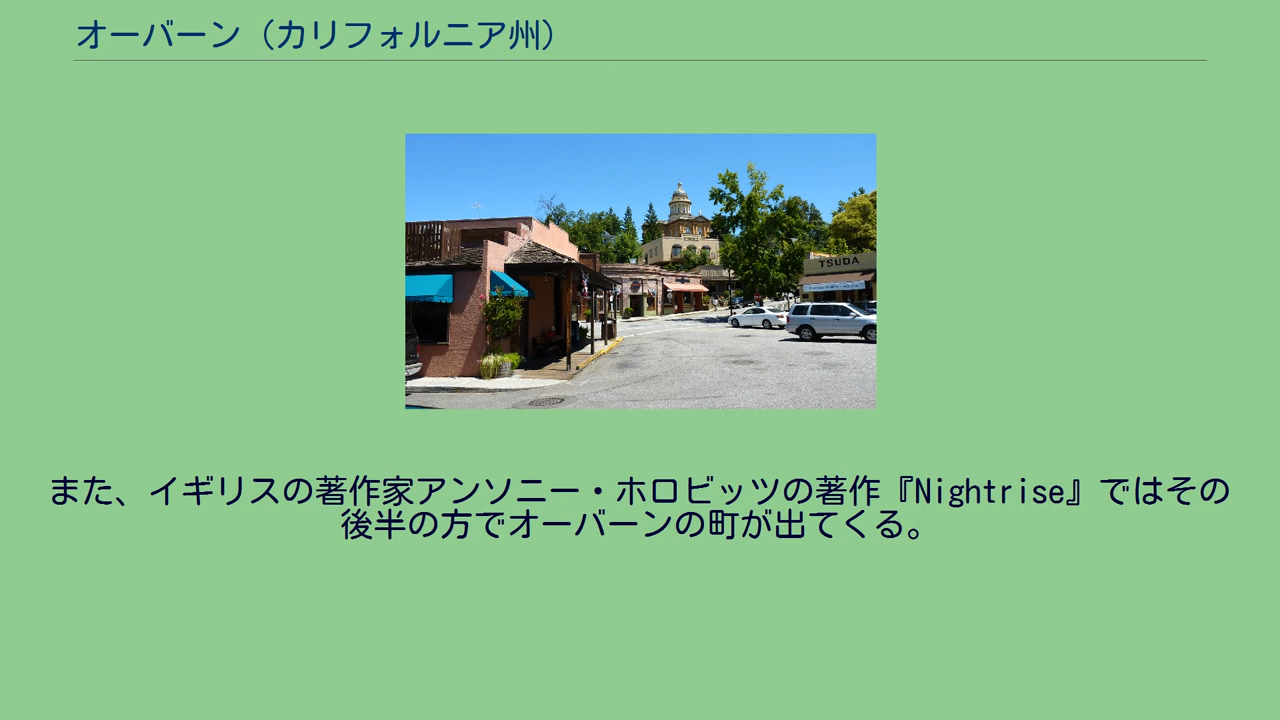 オーバーン（カリフォルニア州）
TSUDA
また、イギリスの著作家アンソニー・ホロビッツの著作『Nightrise』ではその
後半の方でオーバーンの町が出てくる。